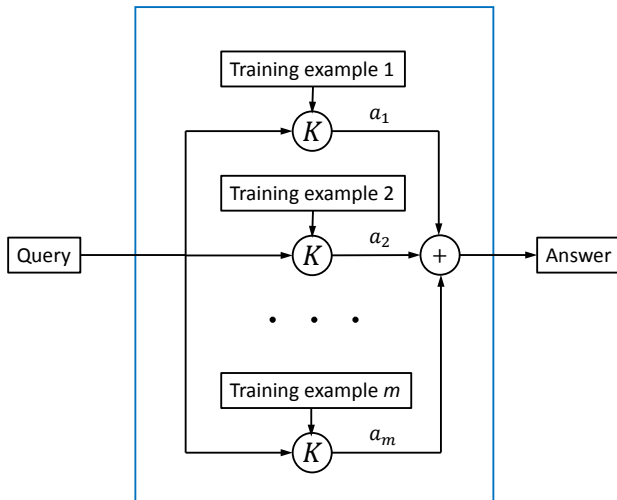 Training example 1
K
a₁
Training example 2
Query
K
a₂
+
Answer
. . .
Training example m
K
aₘ